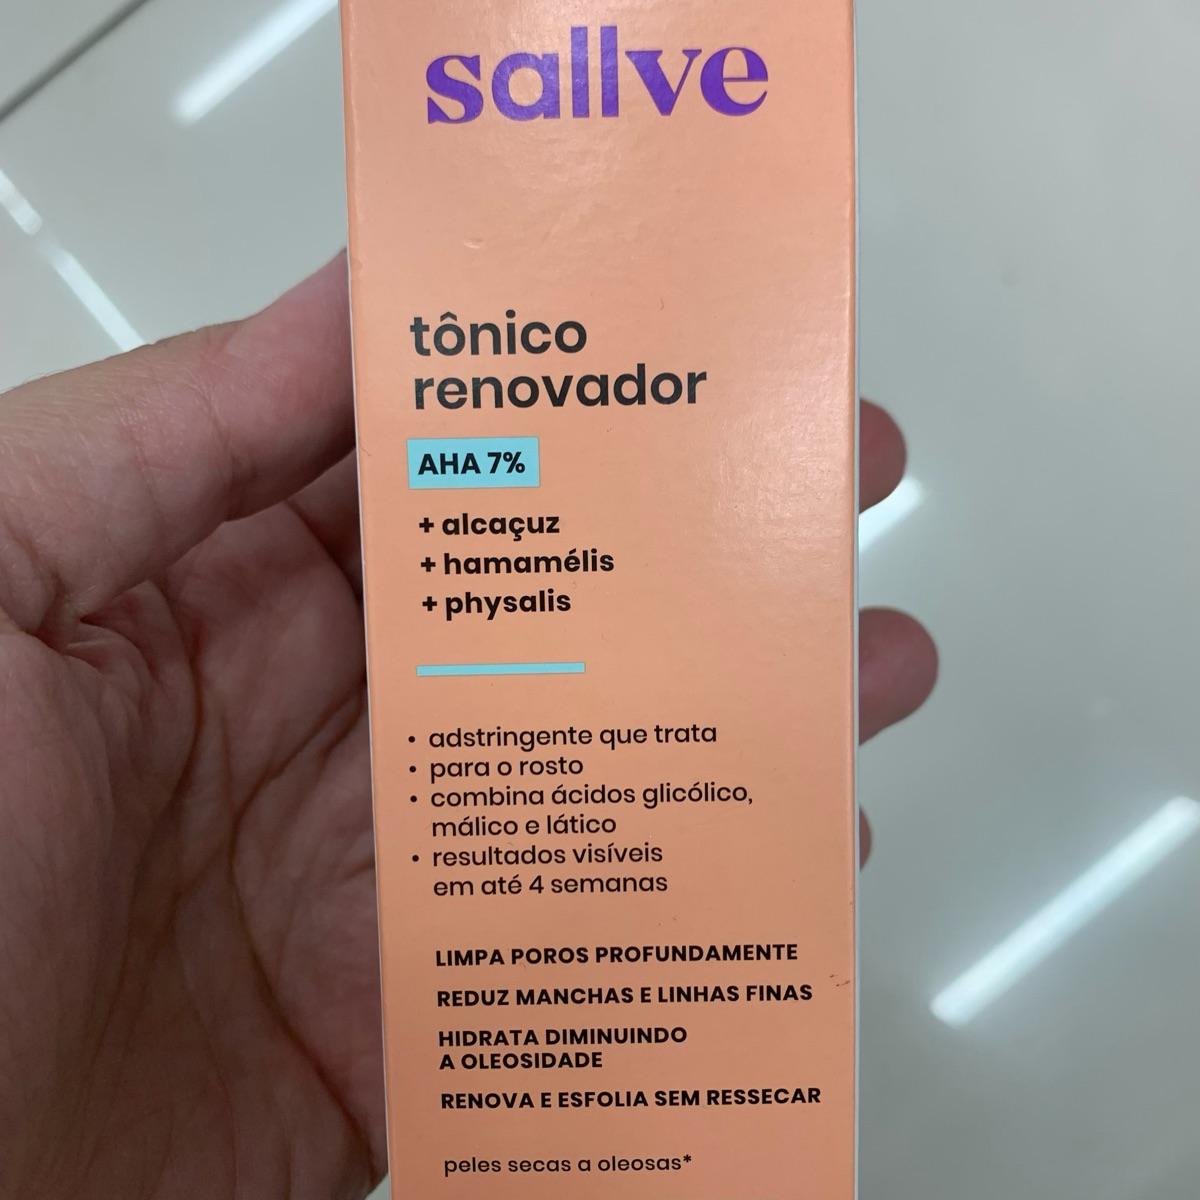 sallve
tônico
renovador
AHA 7%
+ alcaçuz
+ hamamélis
+ physalis
• adstringente que trata
• para o rosto
• combina ácidos glicólico,
málico e lático
• resultados visíveis
em até 4 semanas
LIMPA POROS PROFUNDAMENTE
REDUZ MANCHAS E LINHAS FINAS
HIDRATA DIMINUINDO
A OLEOSIDADE
RENOVA E ESFOLIA SEM RESSECAR
peles secas a oleosas*